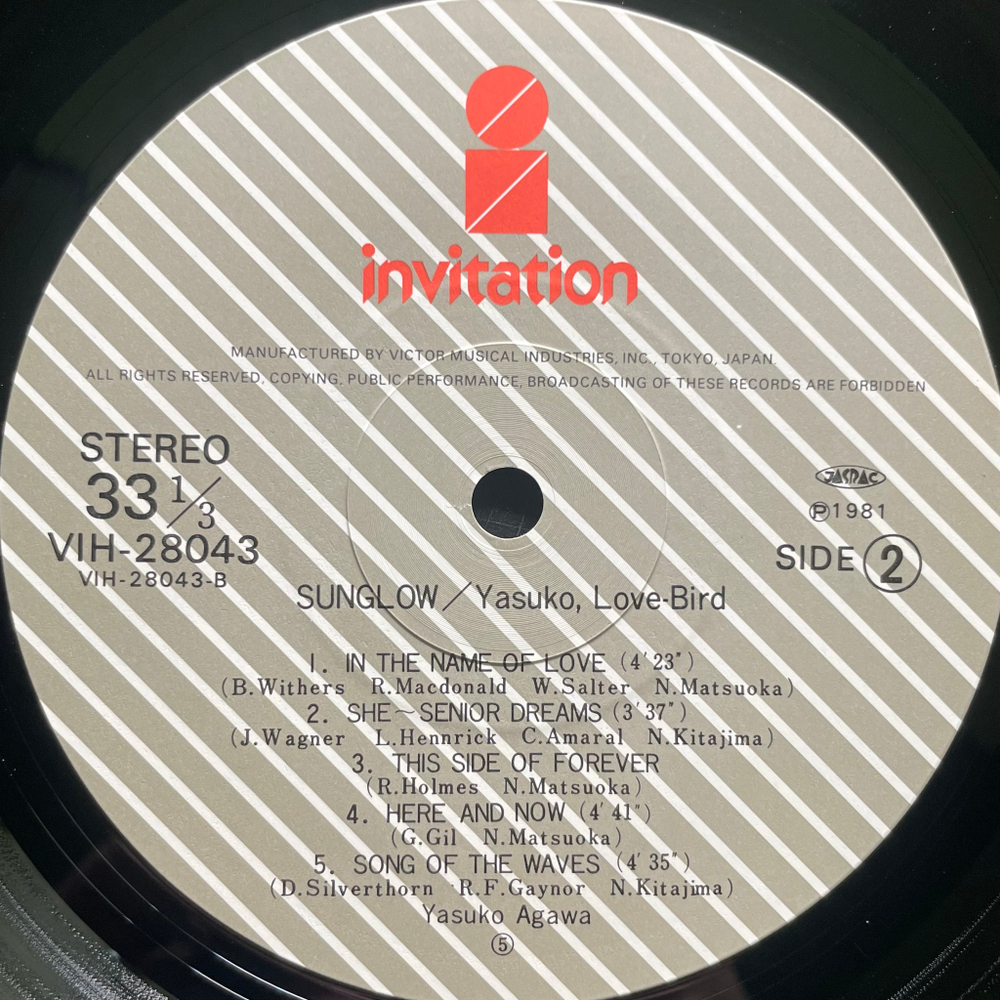 invitation
MANUFACTURED BY VICTOR MUSICAL INDUSTRIES, INC., TOKYO, JAPAN.
ALL RIGHTS RESERVED, COPYING, PUBLIC PERFORMANCE, BROADCASTING OF THESE RECORDS ARE FORBIDDEN
STEREO
33 1/3
VIH-28043
VIH-28043-B
JASRAC
Ⓟ1981
SIDE ②
SUNGLOW／Yasuko, Love-Bird
1. IN THE NAME OF LOVE (4′23″)
(B.Withers R.Macdonald W.Salter N.Matsuoka)
2. SHE～SENIOR DREAMS (3′37″)
(J.Wagner L.Hennrick C.Amaral N.Kitajima)
3. THIS SIDE OF FOREVER
(R.Holmes N.Matsuoka)
4. HERE AND NOW (4′41″)
(G.Gil N.Matsuoka)
5. SONG OF THE WAVES (4′35″)
(D.Silverthorn R.F.Gaynor N.Kitajima)
Yasuko Agawa
⑤